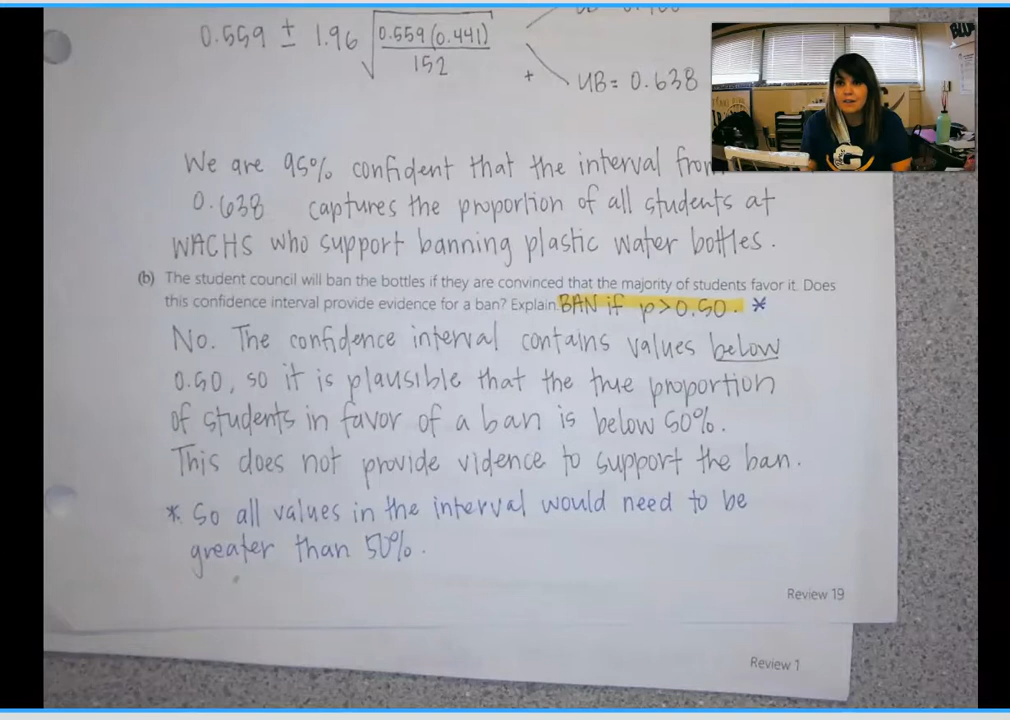 0.559 ± 1.96 √0.559(0.441)/152
+ UB = 0.638
We are 95% confident that the interval from
0.638 captures the proportion of all students at
WACHS who support banning plastic water bottles.
(b) The student council will ban the bottles if they are convinced that the majority of students favor it. Does
this confidence interval provide evidence for a ban? Explain. BAN if p>0.50. *
No. The confidence interval contains values below
0.50, so it is plausible that the true proportion
of students in favor of a ban is below 50%.
This does not provide vidence to support the ban.
* So all values in the interval would need to be
greater than 50%.
Review 19
Review 1
G